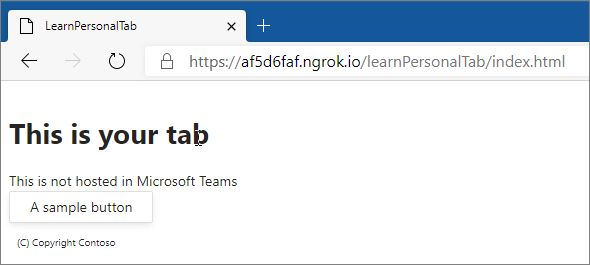 LearnPersonalTab
https://af5d6faf.ngrok.io/learnPersonalTab/index.html
This is your tab
This is not hosted in Microsoft Teams
A sample button
(C) Copyright Contoso